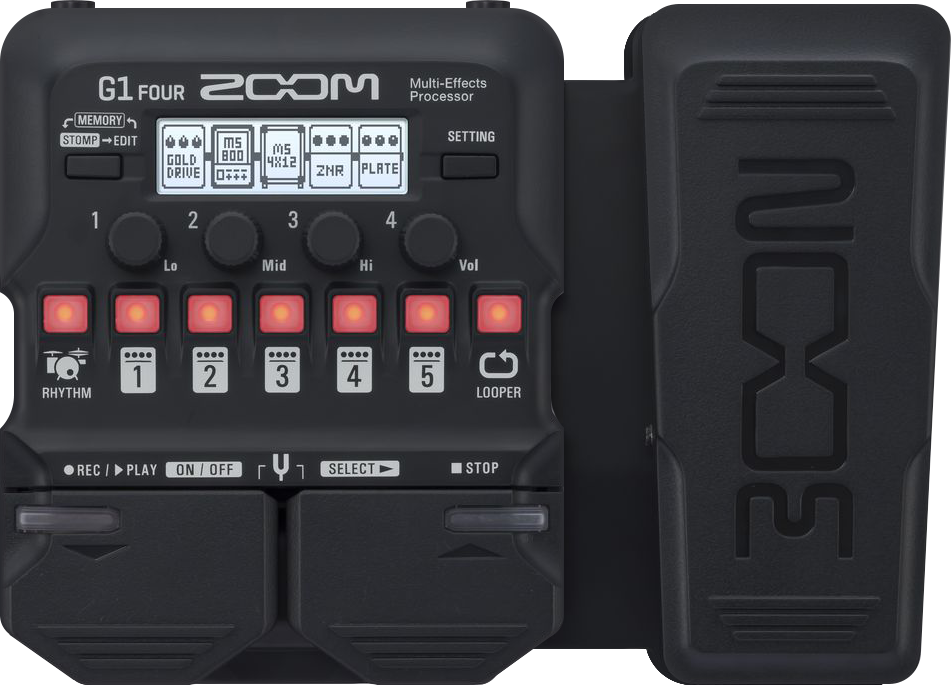 G1 FOUR ZOOM Multi-Effects
Processor
MEMORY
STOMP → EDIT
SETTING
GOLD
DRIVE
MS
800
MS
4X12
ZNR
PLATE
1 2 3 4
Lo Mid Hi Vol
RHYTHM 1 2 3 4 5 LOOPER
●REC / ▶PLAY ON / OFF SELECT ▶ ■ STOP
ZOOM